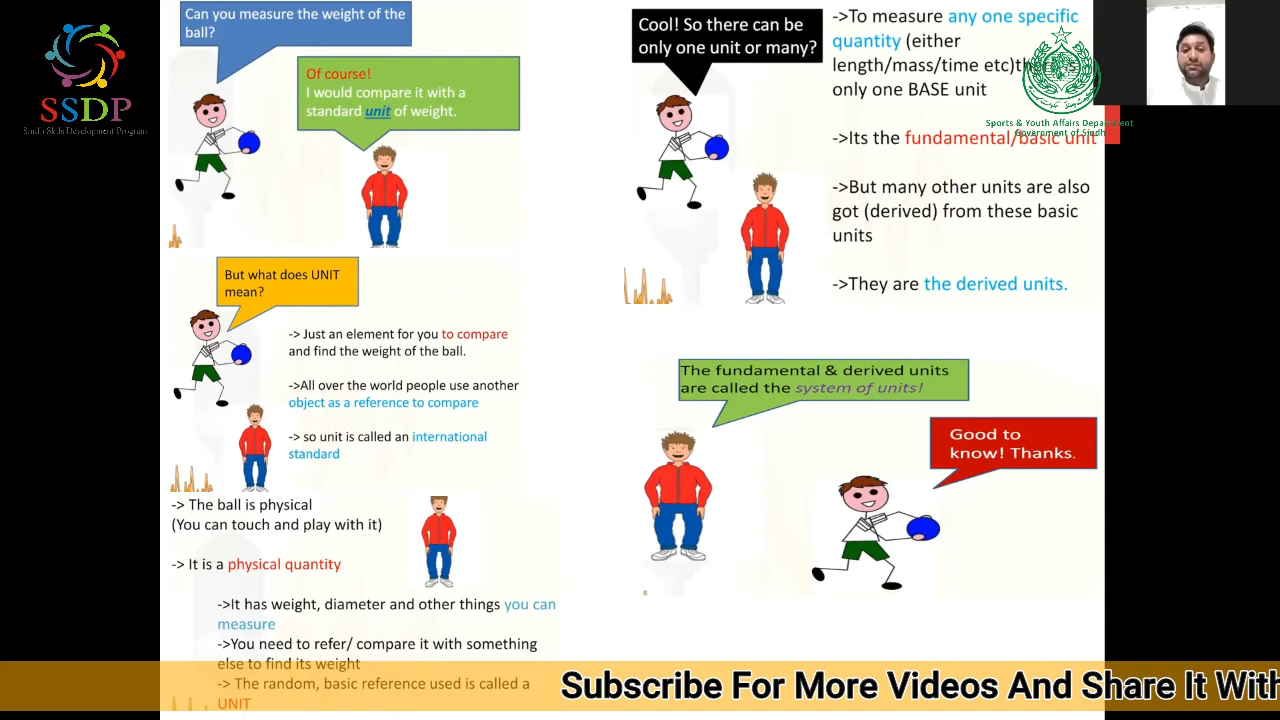 Can you measure the weight of the
ball?
Of course!
I would compare it with a
standard unit of weight.
But what does UNIT
mean?
-> Just an element for you to compare
and find the weight of the ball.
->All over the world people use another
object as a reference to compare
-> so unit is called an international
standard
-> The ball is physical
(You can touch and play with it)
-> It is a physical quantity
->It has weight, diameter and other things you can
measure
->You need to refer/ compare it with something
else to find its weight
-> The random, basic reference used is called a
UNIT
Cool! So there can be
only one unit or many?
->To measure any one specific
quantity (either
length/mass/time etc)
only one BASE unit
->Its the fundamental/basic unit
->But many other units are also
got (derived) from these basic
units
->They are the derived units.
The fundamental & derived units
are called the system of units!
Good to
know! Thanks.
SSDP
Sindh Skills Development Program
Sports & Youth Affairs Department
Government of Sindh
Subscribe For More Videos And Share It With